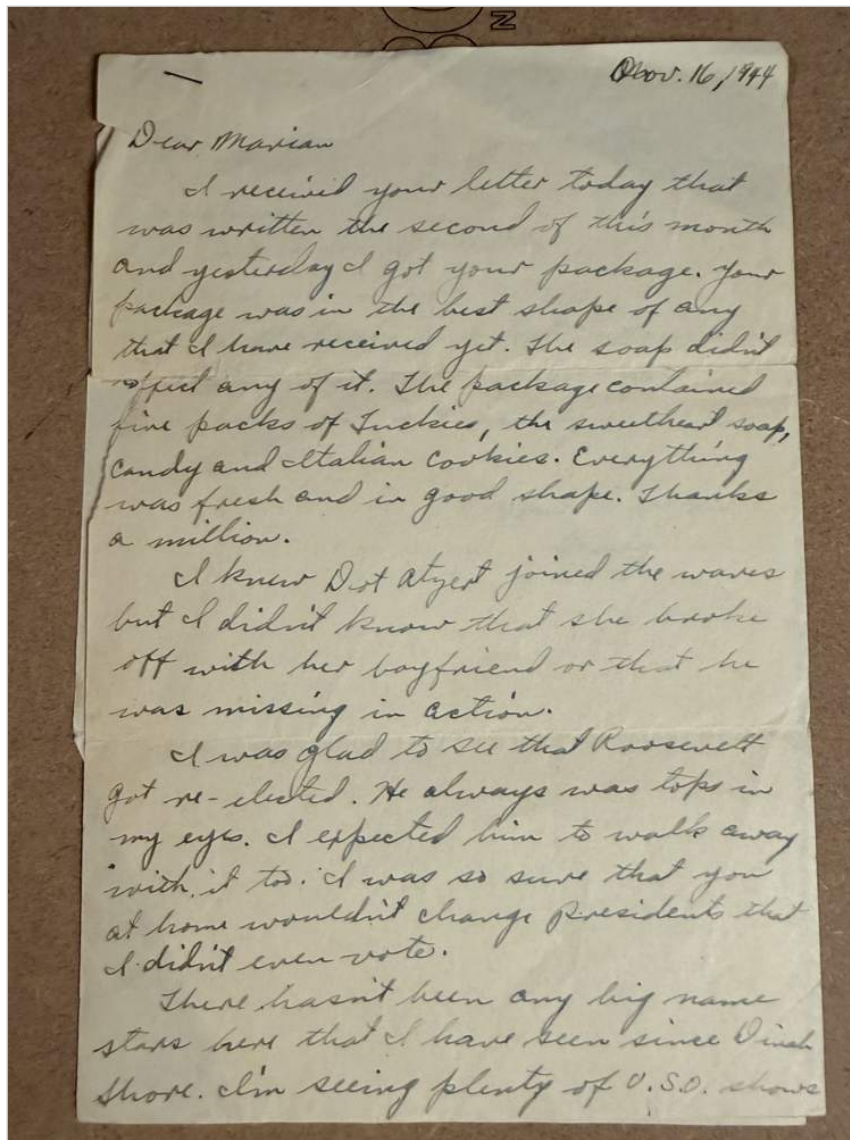 Nov. 16, 1944
Dear Marian
I received your letter today that
was written the second of this month
and yesterday I got your package. Your
package was in the best shape of any
that I have received yet. The soap didn't
effect any of it. The package contained
five packs of Luckies, the sweetheart soap,
candy and Italian cookies. Everything
was fresh and in good shape. Thanks
a million.
I knew Dot joined the waves
but I didn't know that she broke
off with her boyfriend or that he
was missing in action.
I was glad to see that Roosevelt
got re-elected. He always was tops in
my eyes. I expected him to walk away
with it too. I was so sure that you
at home wouldn't change presidents that
I didn't even vote.
There hasn't been any big name
stars here that I have seen since Dinah
Shore. I'm seeing plenty of U.S.O. shows